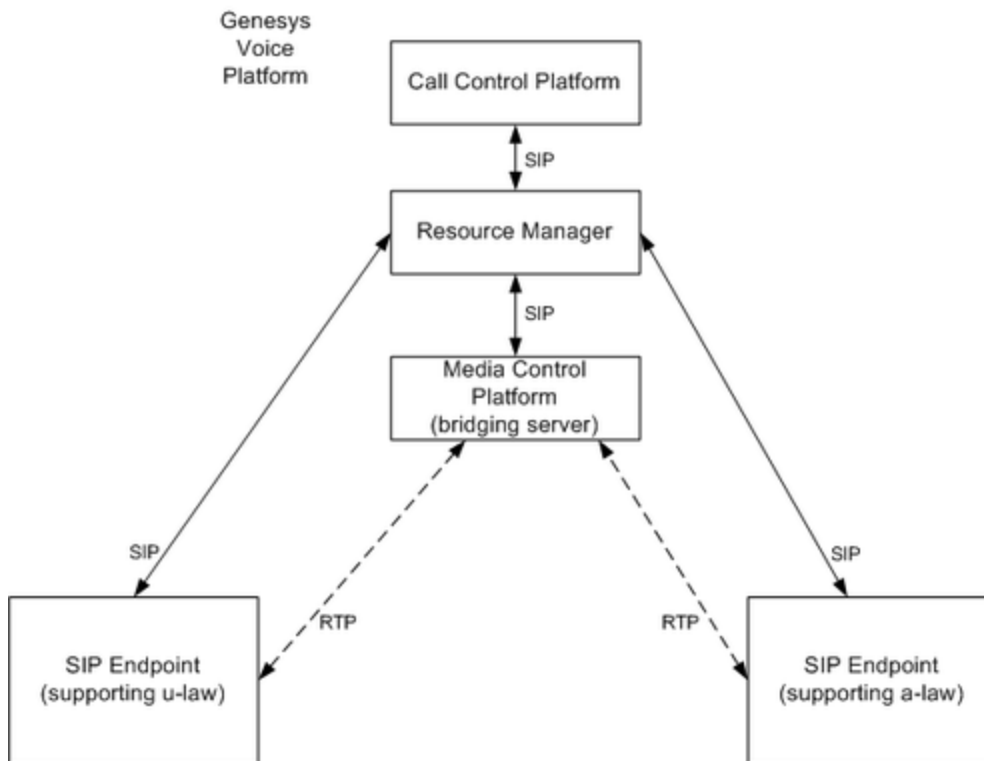 Genesys
Voice
Platform
Call Control Platform
SIP
Resource Manager
SIP
Media Control
Platform
(bridging server)
SIP
SIP
RTP
RTP
SIP Endpoint
(supporting u-law)
SIP Endpoint
(supporting a-law)